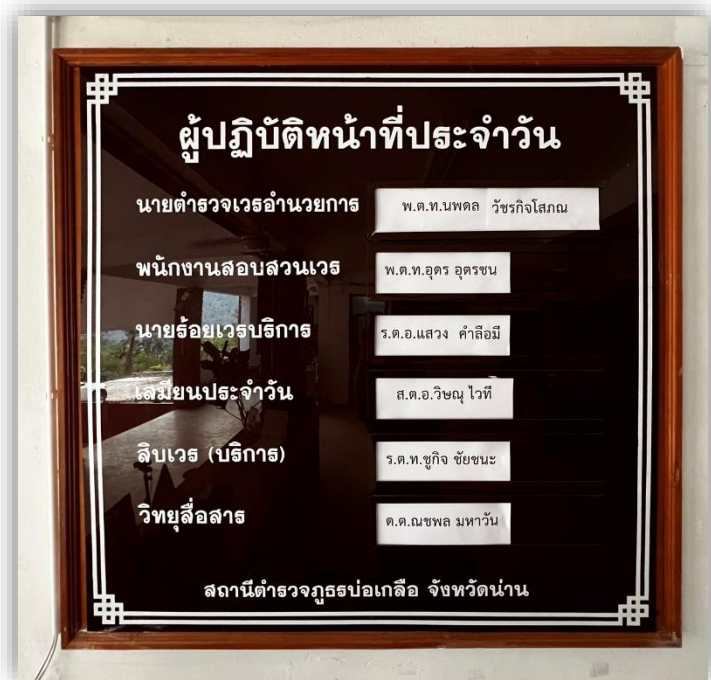 ผู้ปฏิบัติหน้าที่ประจำวัน
นายตำรวจเวรอำนวยการ พ.ต.ท.นพดล วัชรกิจโสภณ
พนักงานสอบสวนเวร พ.ต.ท.อุดร อุตรชน
นายร้อยเวรบริการ ร.ต.อ.แสวง คำลือมี
เสมียนประจำวัน ส.ต.อ.วิษณุ ไวที
สิบเวร (บริการ) ร.ต.ท.ชูกิจ ชัยชนะ
วิทยุสื่อสาร ด.ต.ณชพล มหาวัน
สถานีตำรวจภูธรบ่อเกลือ จังหวัดน่าน